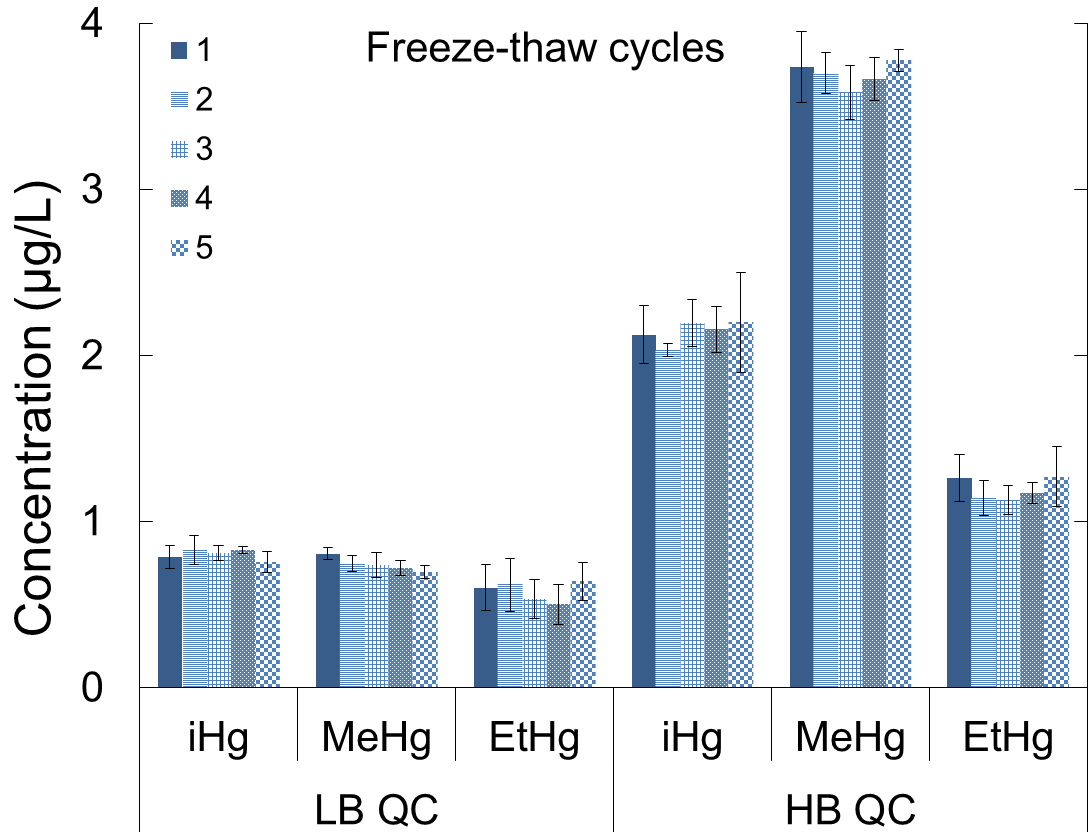 Freeze-thaw cycles
1
2
3
4
5
Concentration (µg/L)
4
3
2
1
0
iHg MeHg EtHg iHg MeHg EtHg
LB QC HB QC